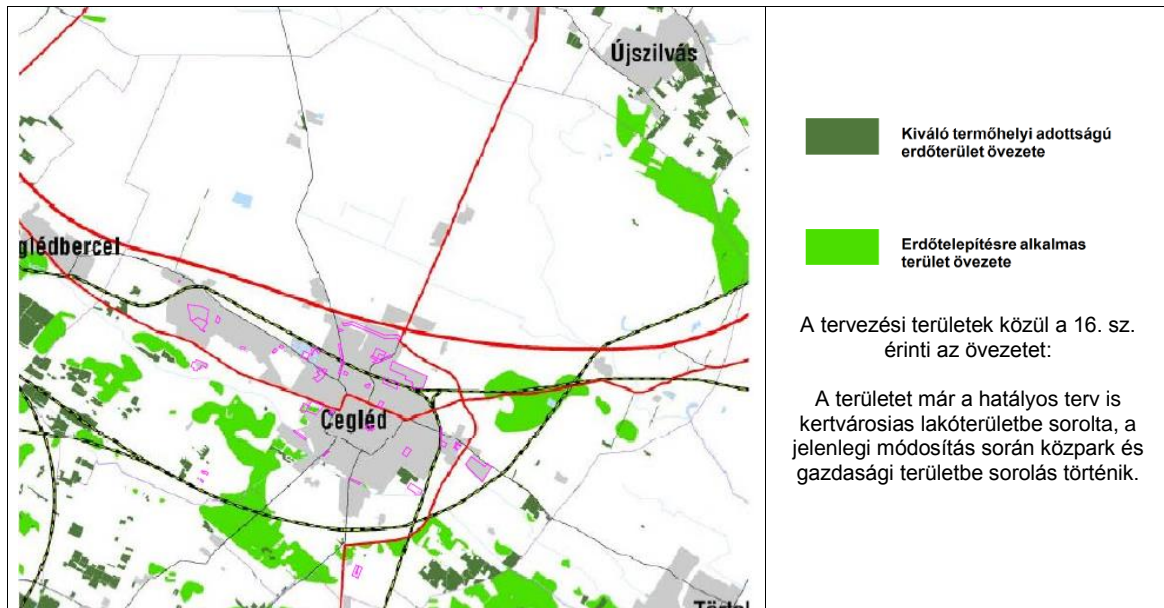 Újszilvás
glédbercel
Cegléd
Kiváló termőhelyi adottságú
erdőterület övezete
Erdőtelepítésre alkalmas
terület övezete
A tervezési területek közül a 16. sz.
érinti az övezetet:
A területet már a hatályos terv is
kertvárosias lakóterületbe sorolta, a
jelenlegi módosítás során közpark és
gazdasági területbe sorolás történik.